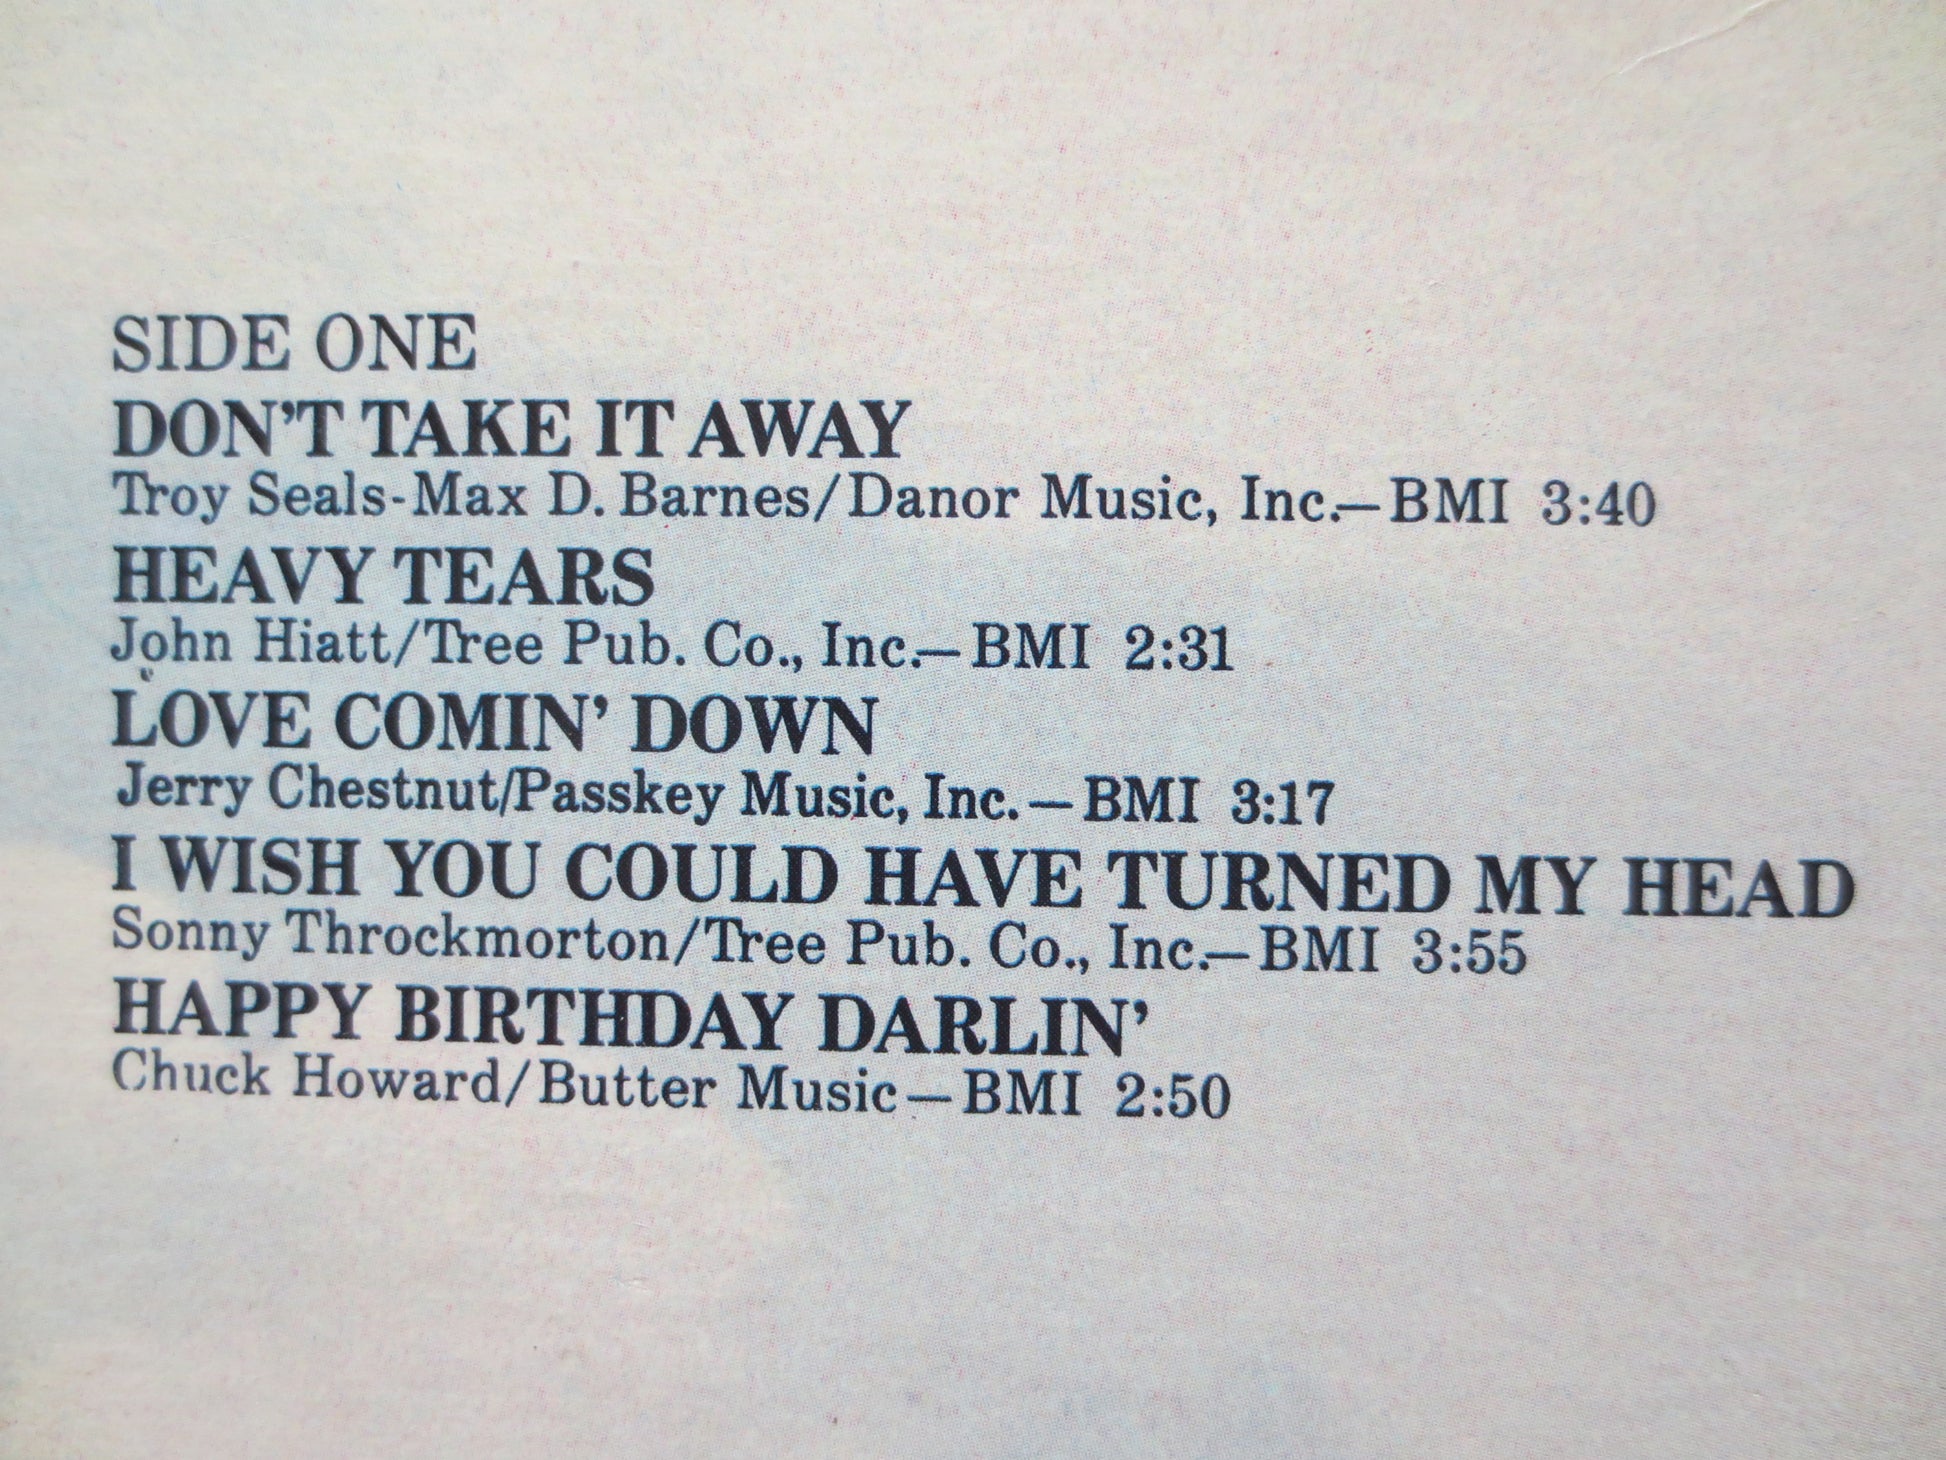 SIDE ONE
DON'T TAKE IT AWAY
Troy Seals-Max D. Barnes/Danor Music, Inc.—BMI 3:40
HEAVY TEARS
John Hiatt/Tree Pub. Co., Inc.—BMI 2:31
LOVE COMIN' DOWN
Jerry Chestnut/Passkey Music, Inc.—BMI 3:17
I WISH YOU COULD HAVE TURNED MY HEAD
Sonny Throckmorton/Tree Pub. Co., Inc.—BMI 3:55
HAPPY BIRTHDAY DARLIN'
Chuck Howard/Butter Music—BMI 2:50